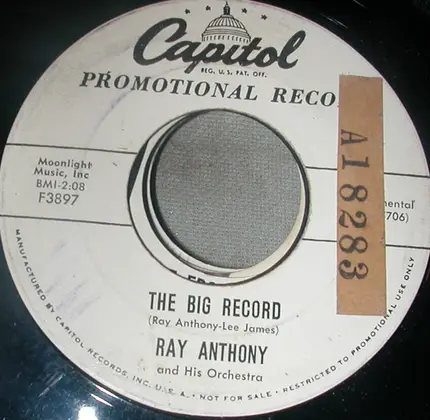 Capitol
REG. U.S. PAT. OFF.
PROMOTIONAL RECO
Moonlight
Music, Inc
BMI-2:08
F3897
mental
706)
A18283
THE BIG RECORD
(Ray Anthony-Lee James)
RAY ANTHONY
and His Orchestra
MANUFACTURED BY CAPITOL RECORDS, INC. U.S.A. • NOT FOR SALE • RESTRICTED TO PROMOTIONAL USE ONLY